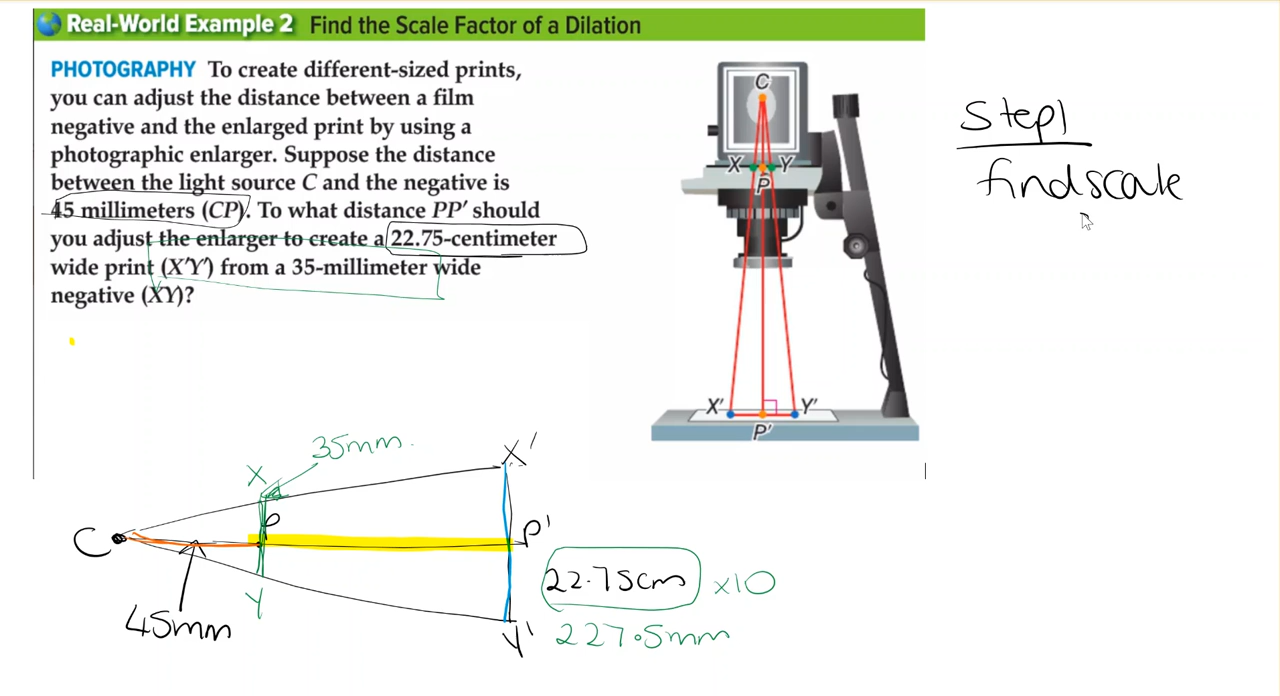 Real-World Example 2 Find the Scale Factor of a Dilation
PHOTOGRAPHY To create different-sized prints,
you can adjust the distance between a film
negative and the enlarged print by using a
photographic enlarger. Suppose the distance
between the light source C and the negative is
45 millimeters (CP). To what distance PP′ should
you adjust the enlarger to create a 22.75-centimeter
wide print (X′Y′) from a 35-millimeter wide
negative (XY)?
C
X Y
P
X′ Y′
P′
Step1
find scale
35mm.
X
X'
C
P
P'
Y
45mm
Y'
22.75cm x10
227.5mm